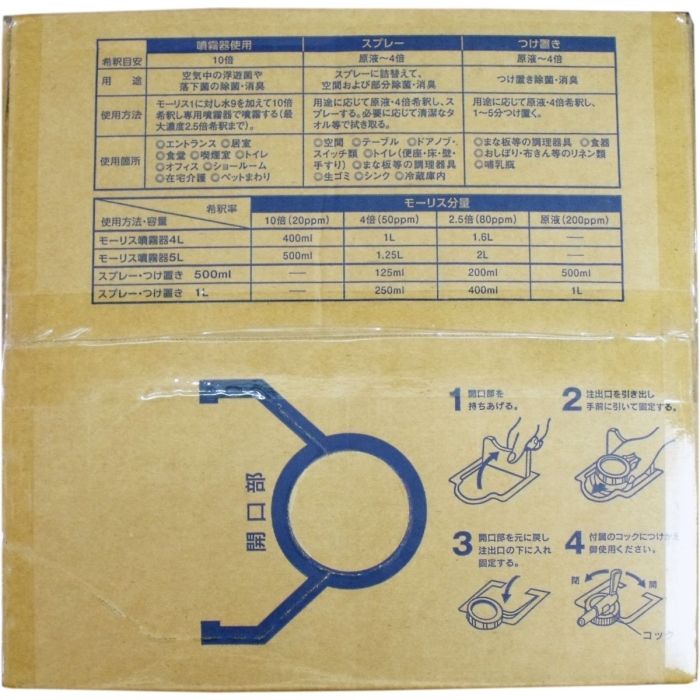 噴霧器使用 スプレー つけ置き
希釈目安 10倍 原液〜4倍 原液〜4倍
用途 空気中の浮遊菌や スプレーに詰替えて、 つけ置き除菌・消臭
落下菌の除菌・消臭 空間および部分除菌・消臭
使用方法 モーリス1に対し水9を加えて10倍 用途に応じて原液・4倍希釈し、ス 用途に応じて原液・4倍希釈し、
希釈し専用噴霧器で噴霧する(最 プレーする。必要に応じて清潔なタ 1〜5分つけ置く。
大濃度2.5倍希釈まで)。 オル等で拭き取る。
使用箇所 ◎エントランス ◎居室 ◎空間 ◎テーブル ◎ドアノブ・ ◎まな板等の調理器具 ◎食器
◎食堂 ◎喫煙室 ◎トイレ スイッチ類 ◎トイレ(便座・床・壁・ ◎おしぼり・布きん等のリネン類
◎オフィス ◎ショールーム 手すり) ◎まな板等の調理器具 ◎哺乳瓶
◎在宅介護 ◎ペットまわり ◎生ゴミ ◎シンク ◎冷蔵庫内
希釈率 モーリス分量
使用方法・容量 10倍(20ppm) 4倍(50ppm) 2.5倍(80ppm) 原液(200ppm)
モーリス噴霧器4L 400ml 1L 1.6L —
モーリス噴霧器5L 500ml 1.25L 2L —
スプレー・つけ置き 500ml — 125ml 200ml 500ml
スプレー・つけ置き 1L — 250ml 400ml 1L
開口部
1 開口部を
持ちあげる。
2 注出口を引き出し
手前に引いて固定する。
3 開口部を元に戻し
注出口の下に入れ
固定する。
4 付属のコックにつけかえ
御使用ください。
閉 開
コック